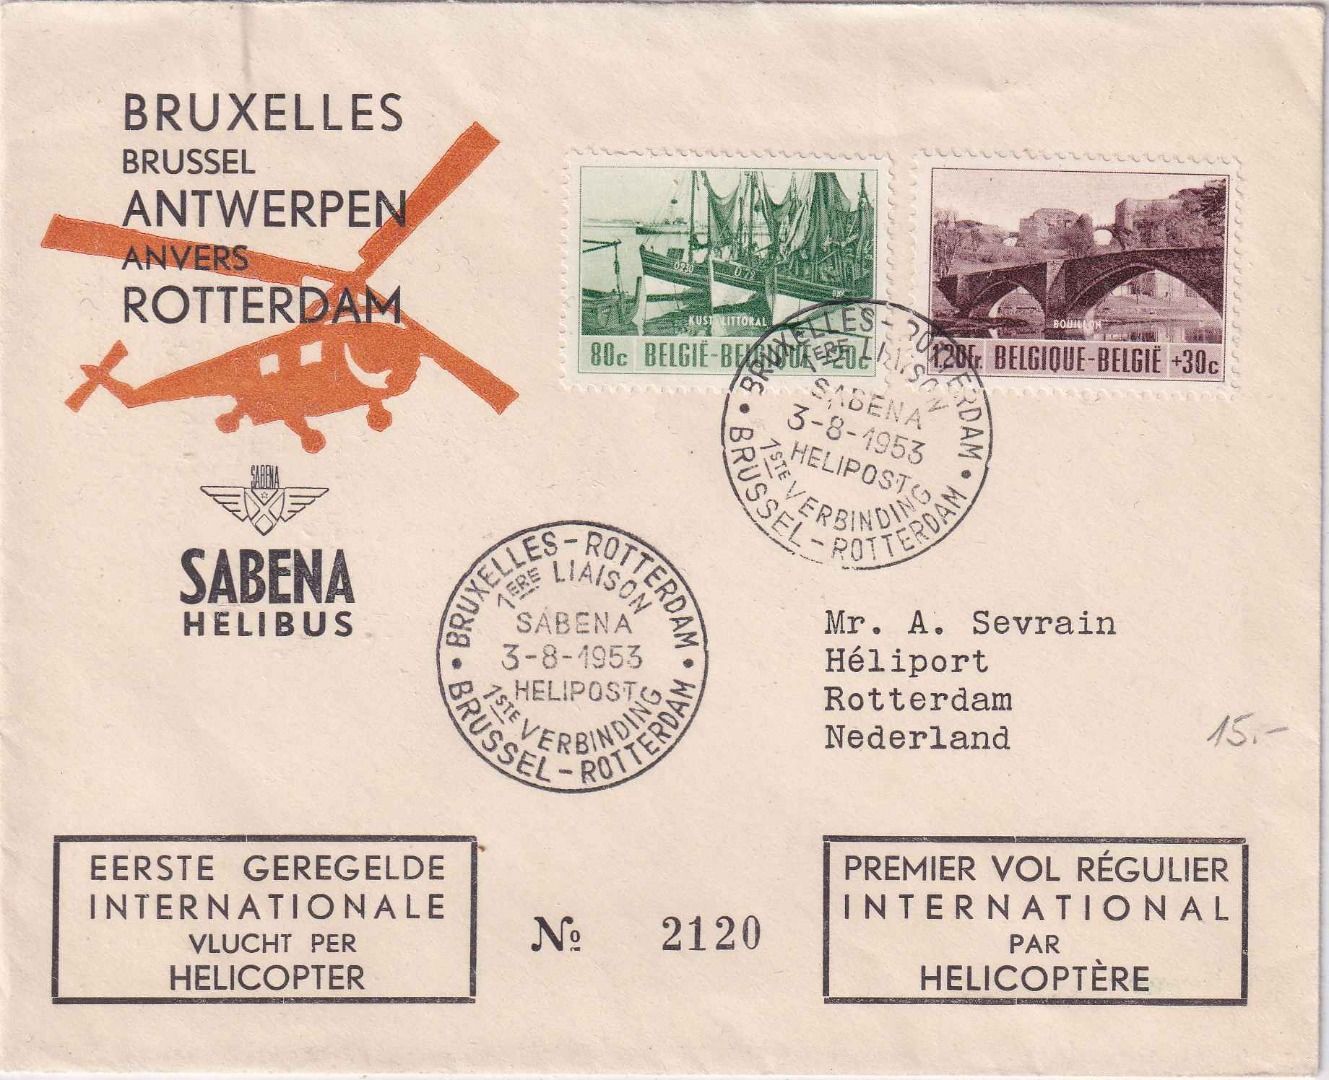 BRUXELLES
BRUSSEL
ANTWERPEN
ANVERS
ROTTERDAM
SABENA
SABENA
HELIBUS
KUST-LITTORAL
80c BELGIË-BELGIQUE +20c
BOUILLON
1.20Fr. BELGIQUE-BELGIË +30c
BRUXELLES - ROTTERDAM
1ERE LIAISON
SABENA
3-8-1953
HELIPOST
1STE VERBINDING
BRUSSEL - ROTTERDAM
BRUXELLES - ROTTERDAM
1ERE LIAISON
SABENA
3-8-1953
HELIPOST
1STE VERBINDING
BRUSSEL - ROTTERDAM
Mr. A. Sevrain
Héliport
Rotterdam
Nederland
15.-
EERSTE GEREGELDE
INTERNATIONALE
VLUCHT PER
HELICOPTER
No 2120
PREMIER VOL RÉGULIER
INTERNATIONAL
PAR
HELICOPTÈRE